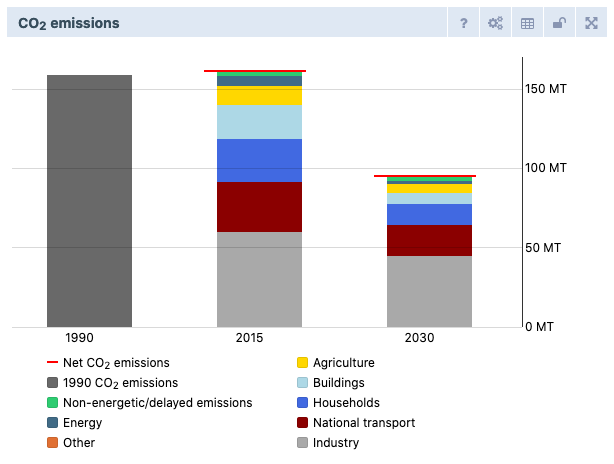 CO₂ emissions
?
150 MT
100 MT
50 MT
0 MT
1990 2015 2030
Net CO₂ emissions
1990 CO₂ emissions
Non-energetic/delayed emissions
Energy
Other
Agriculture
Buildings
Households
National transport
Industry